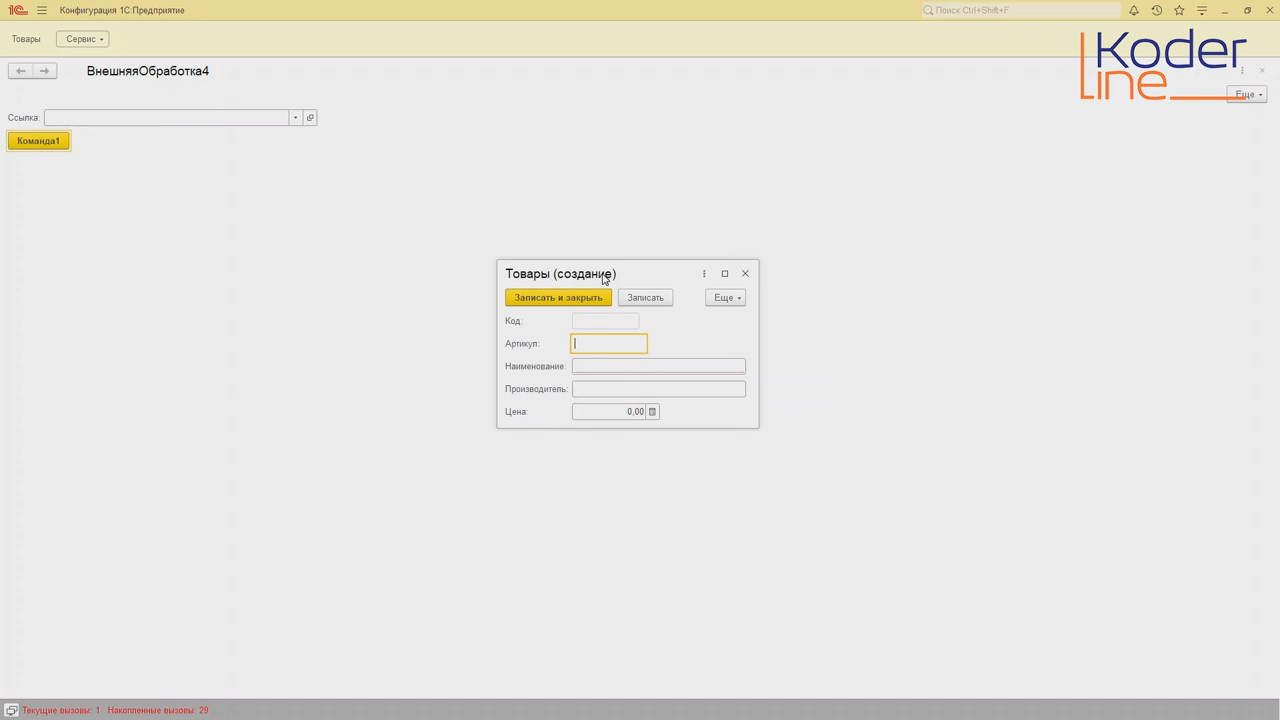 Конфигурация 1С:Предприятие
Поиск Ctrl+Shift+F
Товары
Сервис
Koder
line
ВнешняяОбработка4
Еще
Ссылка:
Команда1
Товары (создание)
Записать и закрыть
Записать
Еще
Код:
Артикул:
Наименование:
Производитель:
Цена:
0,00
Текущие вызовы: 1 Накопленные вызовы: 29